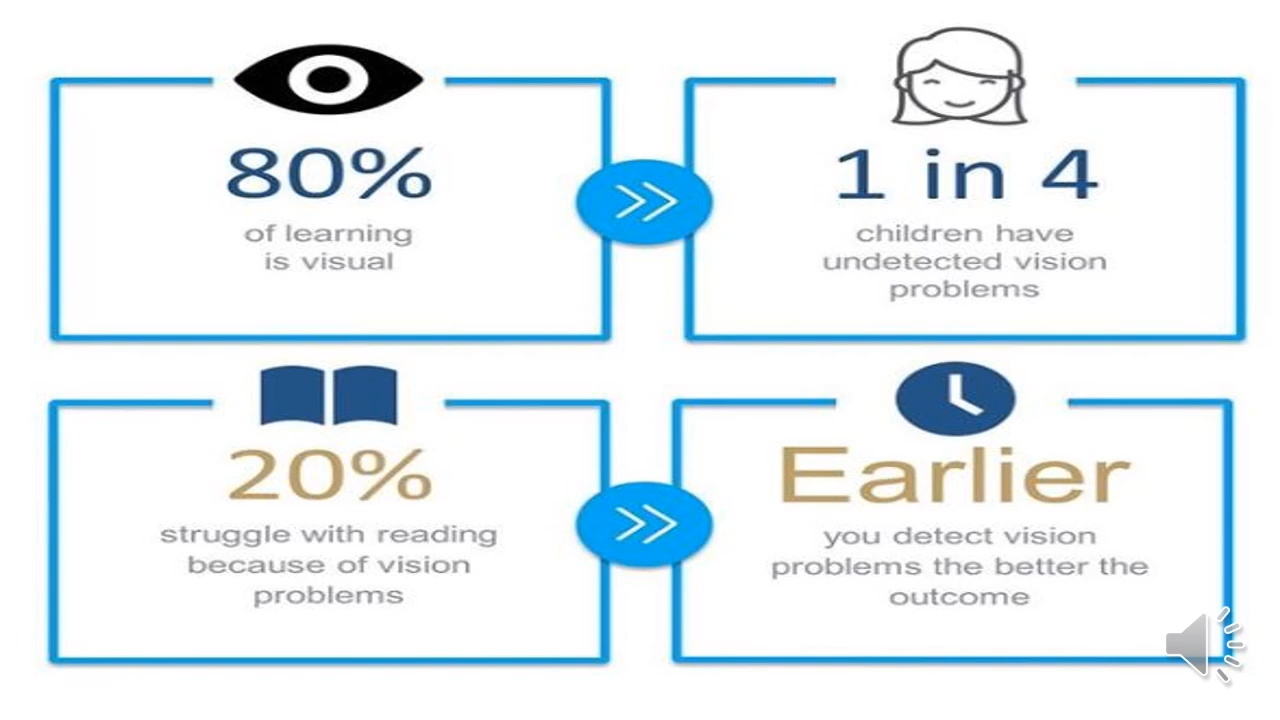 80%
of learning
is visual
1 in 4
children have
undetected vision
problems
20%
struggle with reading
because of vision
problems
Earlier
you detect vision
problems the better the
outcome